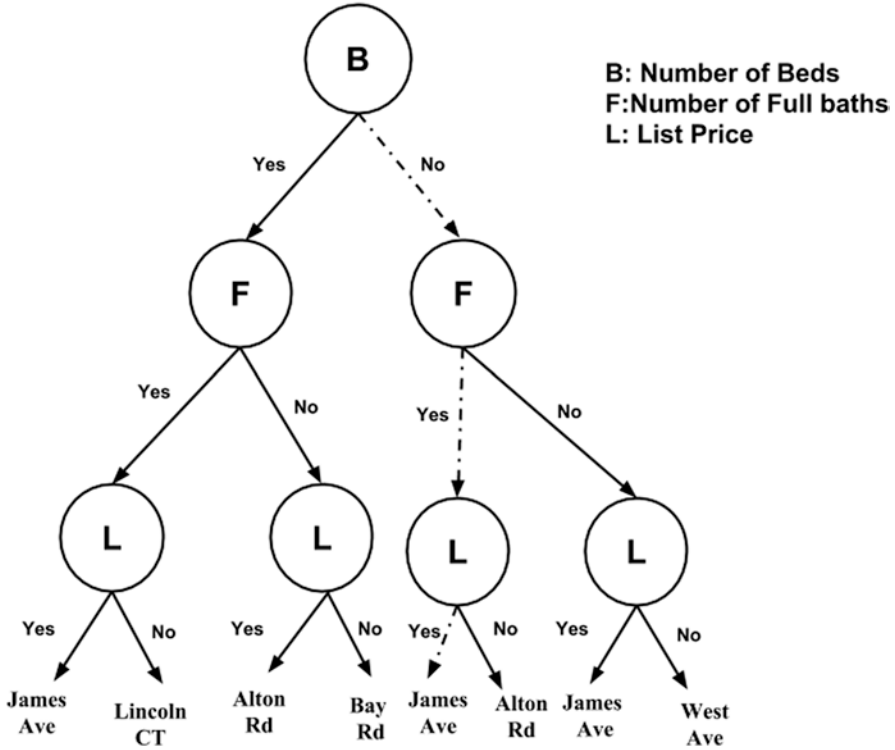 B
B: Number of Beds
F:Number of Full baths
L: List Price
Yes
No
F
F
Yes
No
Yes
No
L
L
L
L
Yes
No
Yes
No
Yes
No
Yes
No
James
Ave
Lincoln
CT
Alton
Rd
Bay
Rd
James
Ave
Alton
Rd
James
Ave
West
Ave